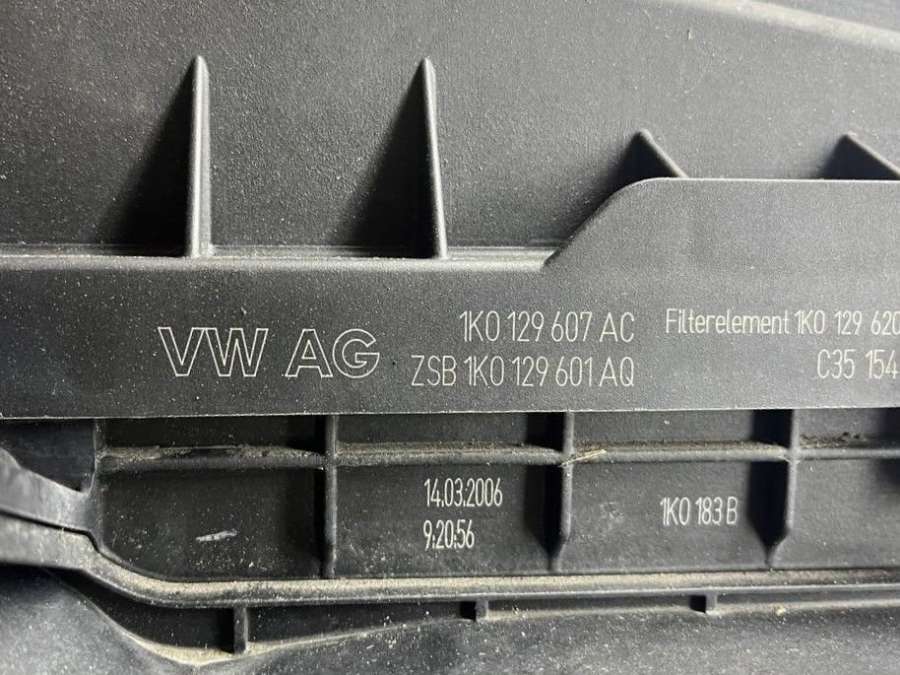 VW AG
1K0 129 607 AC
ZSB 1K0 129 601 AQ
Filterelement 1K0 129 620
C35 154
14.03.2006
9:20:56
1K0 183 B